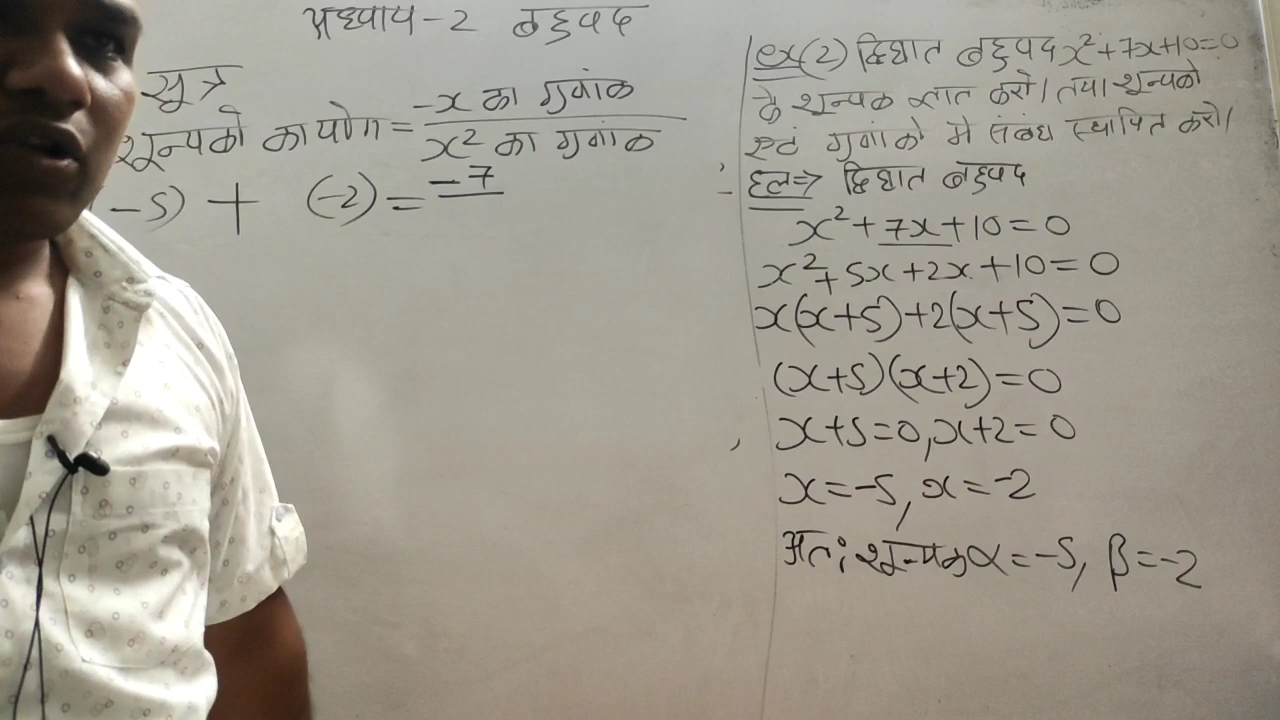 अध्याय-2 बहुपद
सूत्र
शून्यको का योग = -x का गुणांक / x² का गुणांक
-5) + (-2) = -7
ex(2) द्विघात बहुपद x²+7x+10=0
के शून्यक ज्ञात करो। तथा शून्यको
एवं गुणांको मे संबंध स्थापित करो।
हल⇒ द्विघात बहुपद
x²+7x+10=0
x²+5x+2x+10=0
x(x+5)+2(x+5)=0
(x+5)(x+2)=0
x+5=0, x+2=0
x=-5, x=-2
अतः शून्यक α=-5, β=-2